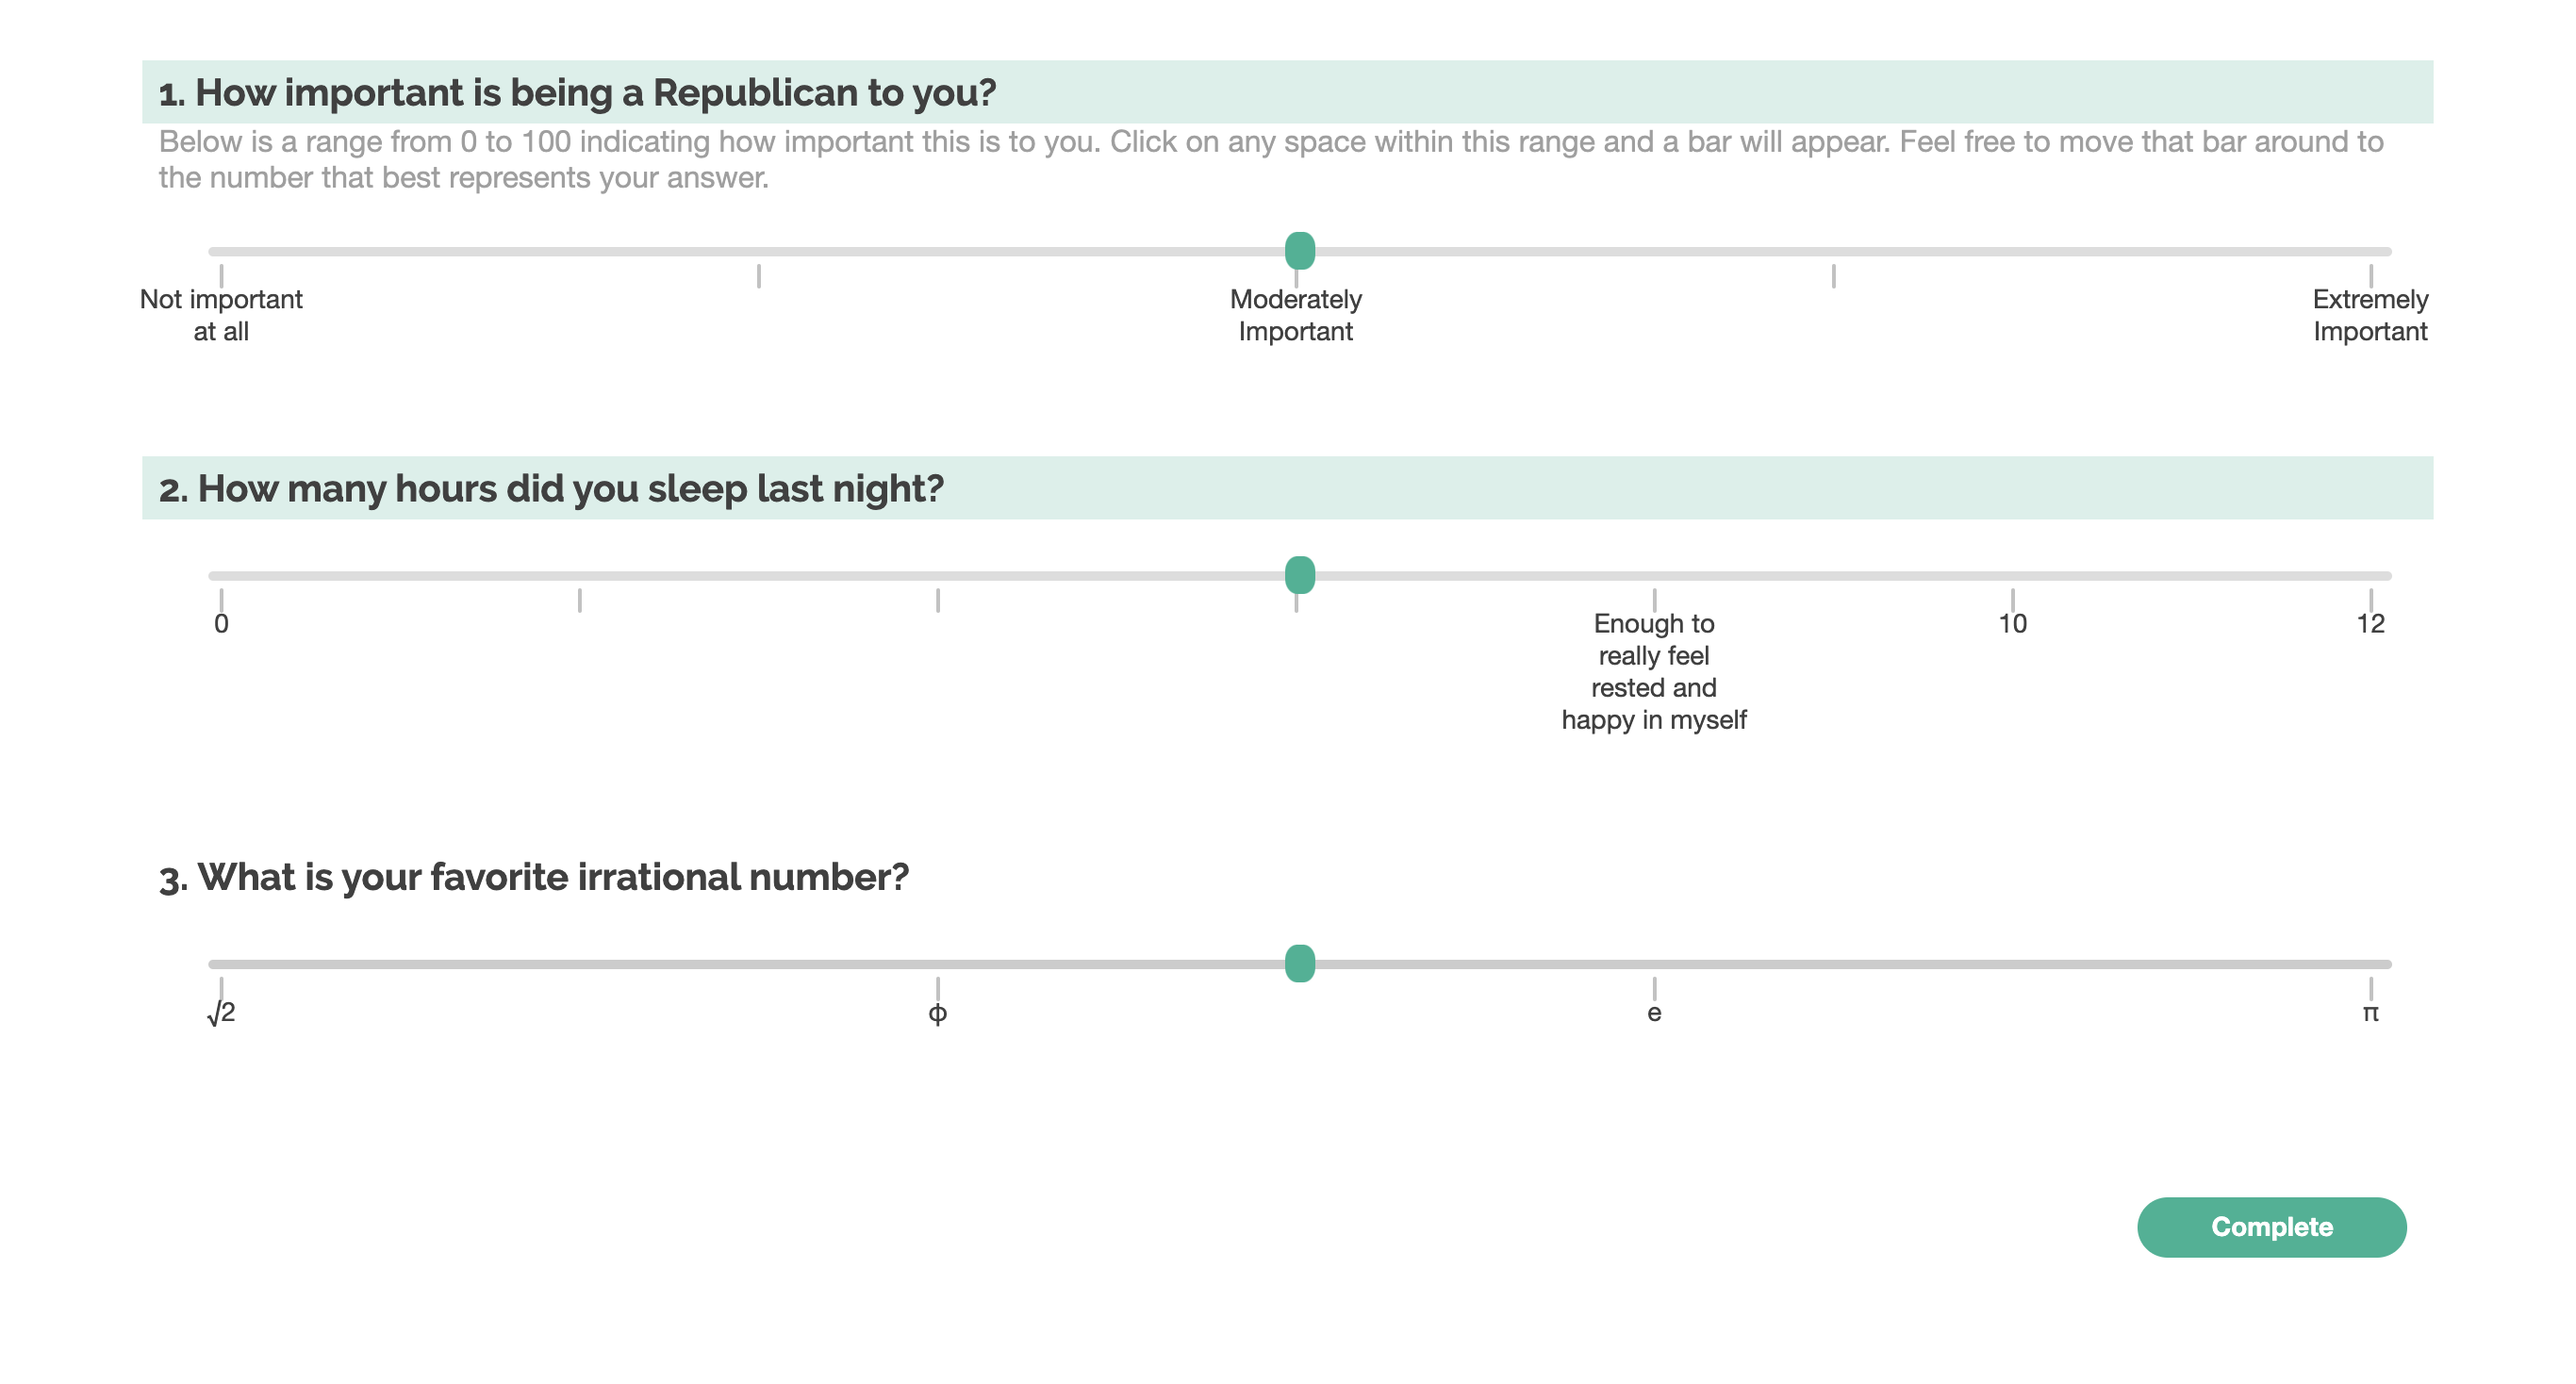 1. How important is being a Republican to you?
Below is a range from 0 to 100 indicating how important this is to you. Click on any space within this range and a bar will appear. Feel free to move that bar around to
the number that best represents your answer.
Not important
at all
Moderately
Important
Extremely
Important
2. How many hours did you sleep last night?
0
Enough to
really feel
rested and
happy in myself
10
12
3. What is your favorite irrational number?
√2
ϕ
e
π
Complete